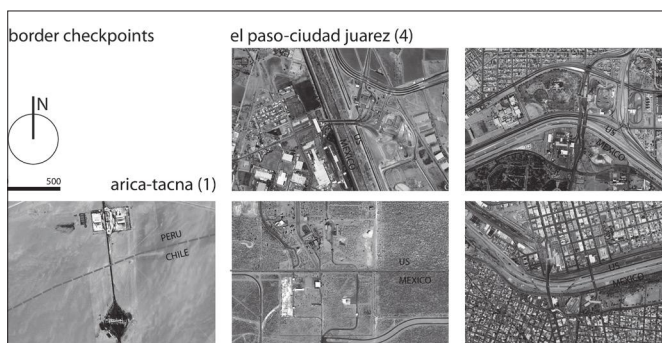 border checkpoints
el paso-ciudad juarez (4)
N
500
arica-tacna (1)
US
MEXICO
US
MEXICO
PERU
CHILE
US
MEXICO
US
MEXICO